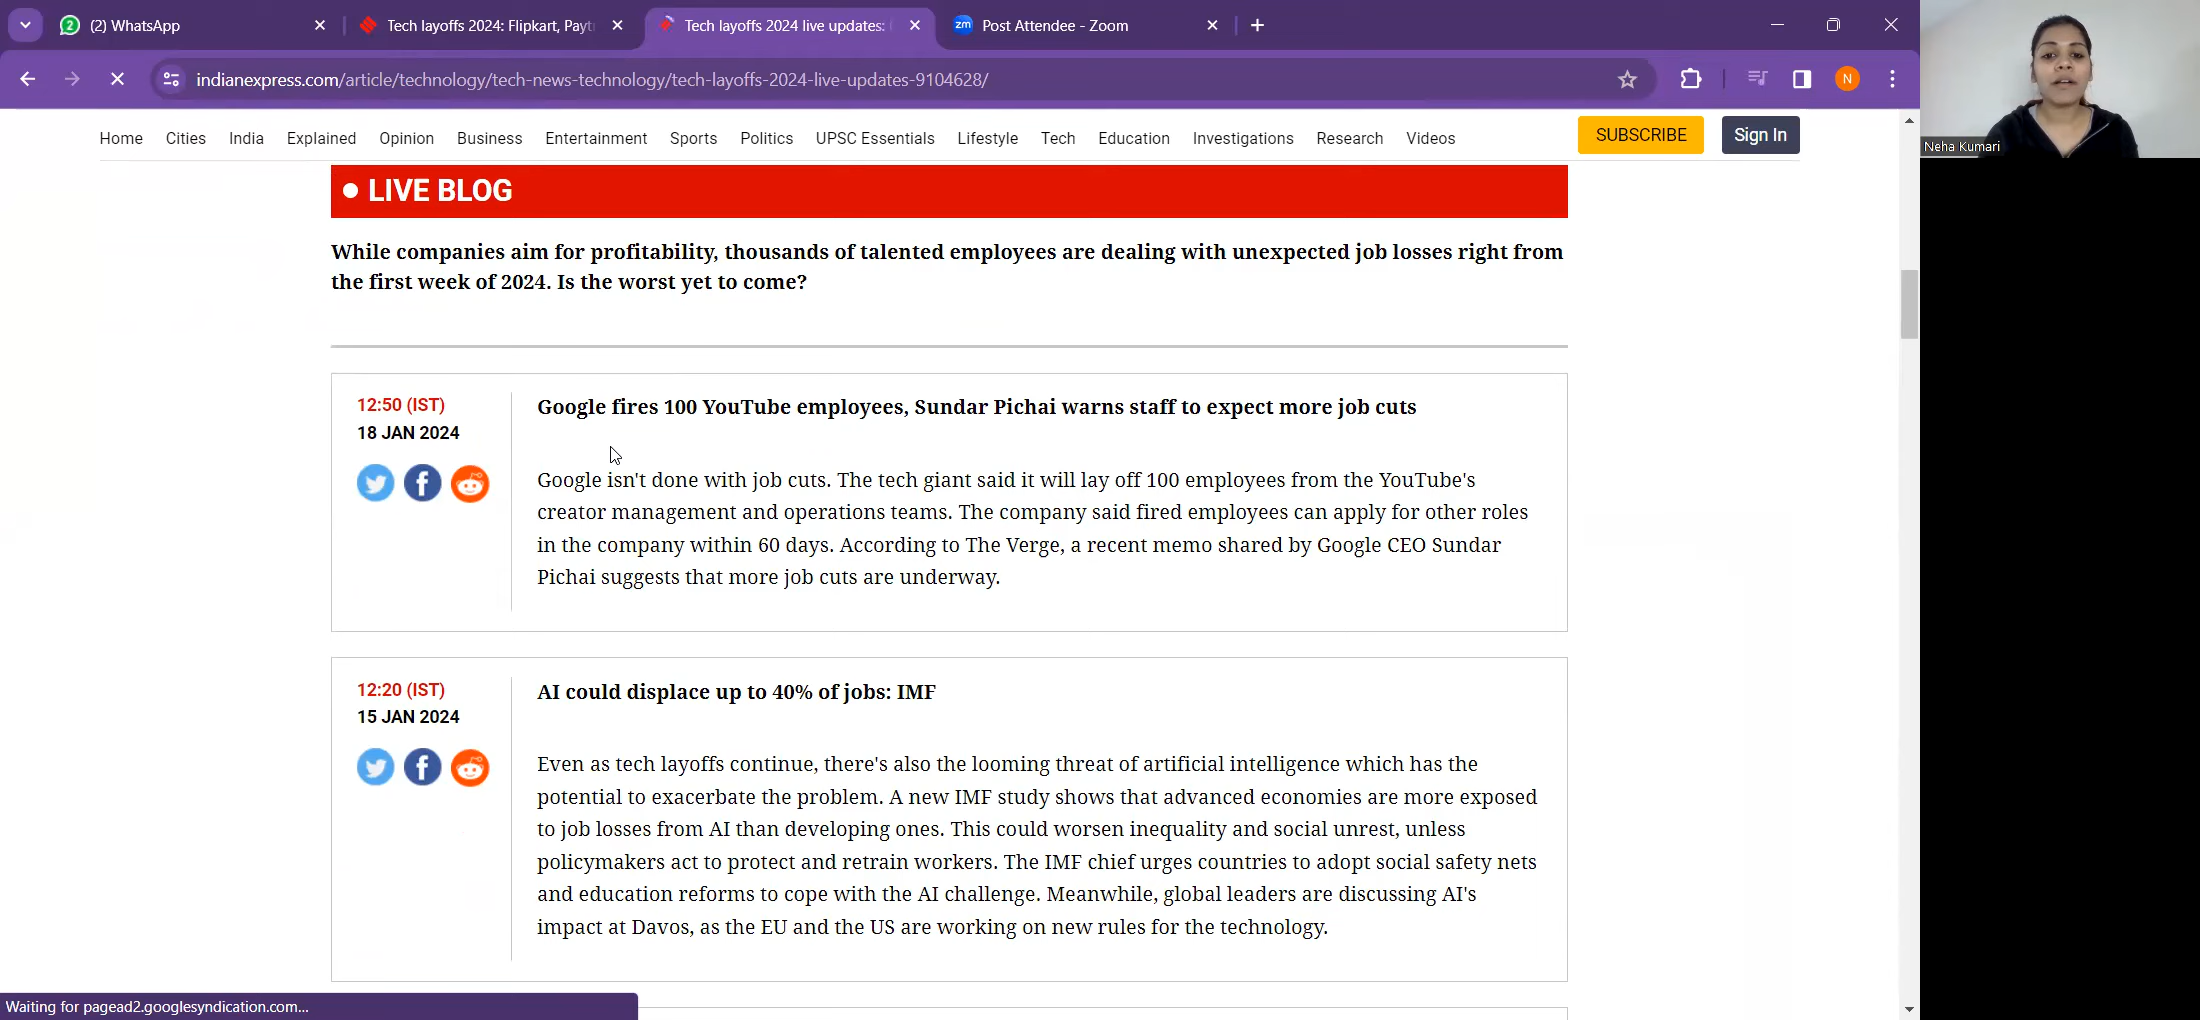 (2) WhatsApp
Tech layoffs 2024: Flipkart, Payt
Tech layoffs 2024 live updates:
zm Post Attendee - Zoom
indianexpress.com/article/technology/tech-news-technology/tech-layoffs-2024-live-updates-9104628/
N
Neha Kumari
Home Cities India Explained Opinion Business Entertainment Sports Politics UPSC Essentials Lifestyle Tech Education Investigations Research Videos SUBSCRIBE Sign In
LIVE BLOG
While companies aim for profitability, thousands of talented employees are dealing with unexpected job losses right from
the first week of 2024. Is the worst yet to come?
12:50 (IST)
18 JAN 2024
Google fires 100 YouTube employees, Sundar Pichai warns staff to expect more job cuts
Google isn't done with job cuts. The tech giant said it will lay off 100 employees from the YouTube's
creator management and operations teams. The company said fired employees can apply for other roles
in the company within 60 days. According to The Verge, a recent memo shared by Google CEO Sundar
Pichai suggests that more job cuts are underway.
12:20 (IST)
15 JAN 2024
AI could displace up to 40% of jobs: IMF
Even as tech layoffs continue, there's also the looming threat of artificial intelligence which has the
potential to exacerbate the problem. A new IMF study shows that advanced economies are more exposed
to job losses from AI than developing ones. This could worsen inequality and social unrest, unless
policymakers act to protect and retrain workers. The IMF chief urges countries to adopt social safety nets
and education reforms to cope with the AI challenge. Meanwhile, global leaders are discussing AI's
impact at Davos, as the EU and the US are working on new rules for the technology.
Waiting for pagead2.googlesyndication.com...